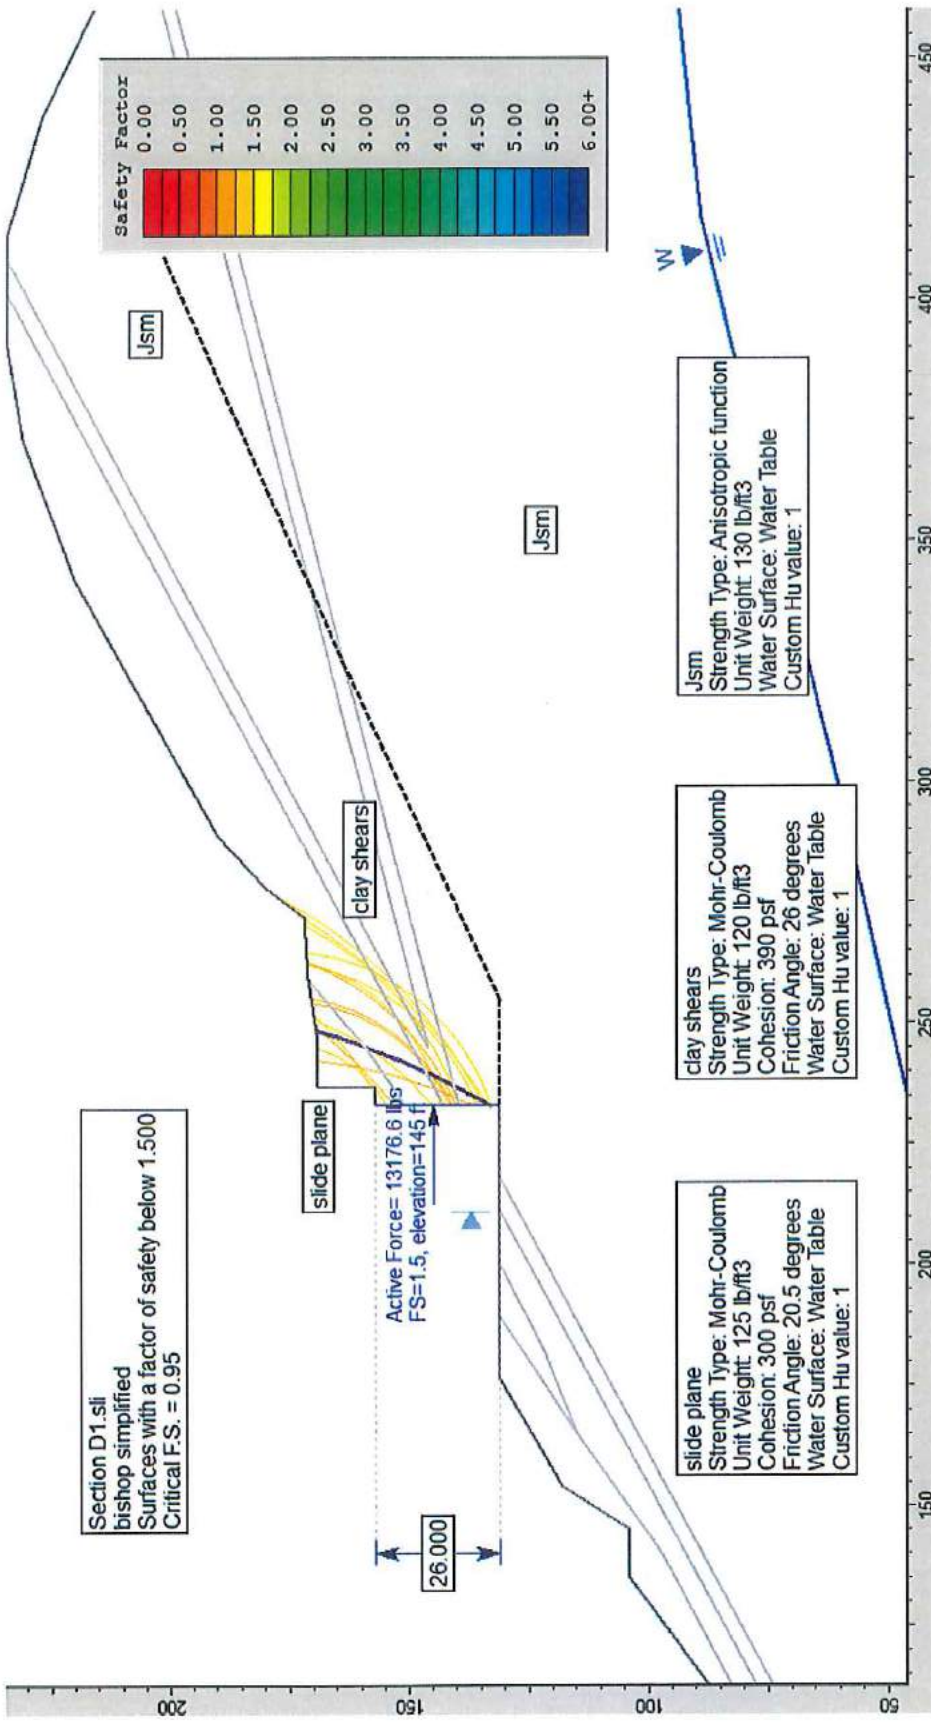 Section D1.sli
bishop simplified
Surfaces with a factor of safety below 1.500
Critical F.S. = 0.95
Safety Factor
0.00
0.50
1.00
1.50
2.00
2.50
3.00
3.50
4.00
4.50
5.00
5.50
6.00+
Jsm
slide plane
clay shears
Active Force= 13176.6 lbs
FS=1.5, elevation=145 f
26.000
Jsm
W
slide plane
Strength Type: Mohr-Coulomb
Unit Weight: 125 lb/ft3
Cohesion: 300 psf
Friction Angle: 20.5 degrees
Water Surface: Water Table
Custom Hu value: 1
clay shears
Strength Type: Mohr-Coulomb
Unit Weight: 120 lb/ft3
Cohesion: 390 psf
Friction Angle: 26 degrees
Water Surface: Water Table
Custom Hu value: 1
Jsm
Strength Type: Anisotropic function
Unit Weight: 130 lb/ft3
Water Surface: Water Table
Custom Hu value: 1
200
150
100
50
150
200
250
300
350
400
450